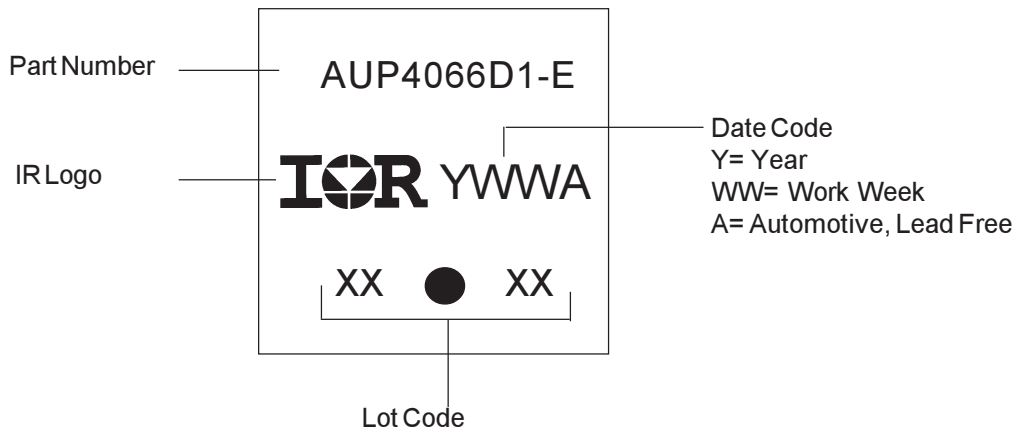 Part Number
AUP4066D1-E
IR Logo
IOR YWWA
Date Code
Y= Year
WW= Work Week
A= Automotive, Lead Free
XX XX
Lot Code